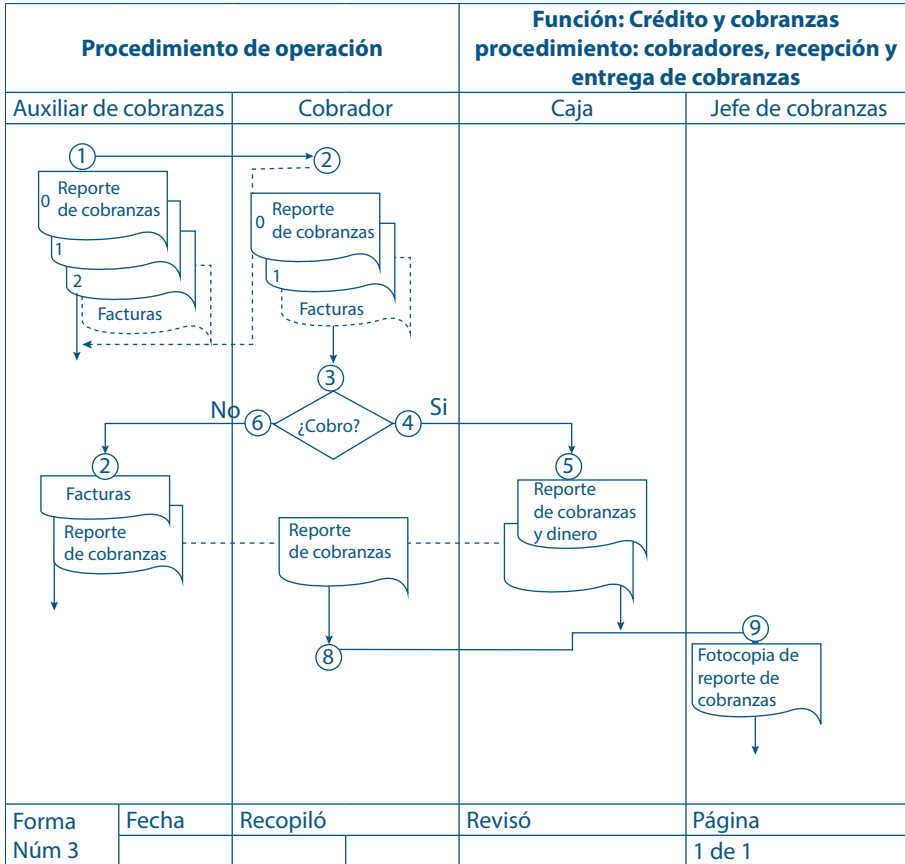 Procedimiento de operación
Función: Crédito y cobranzas
procedimiento: cobradores, recepción y
entrega de cobranzas
Auxiliar de cobranzas
Cobrador
Caja
Jefe de cobranzas
1
2
0
Reporte
de cobranzas
1
2
Facturas
0
Reporte
de cobranzas
1
Facturas
3
¿Cobro?
No
6
4
Si
2
5
Facturas
Reporte
de cobranzas
Reporte
de cobranzas
Reporte
de cobranzas
y dinero
8
9
Fotocopia de
reporte de
cobranzas
Forma
Núm 3
Fecha
Recopiló
Revisó
Página
1 de 1